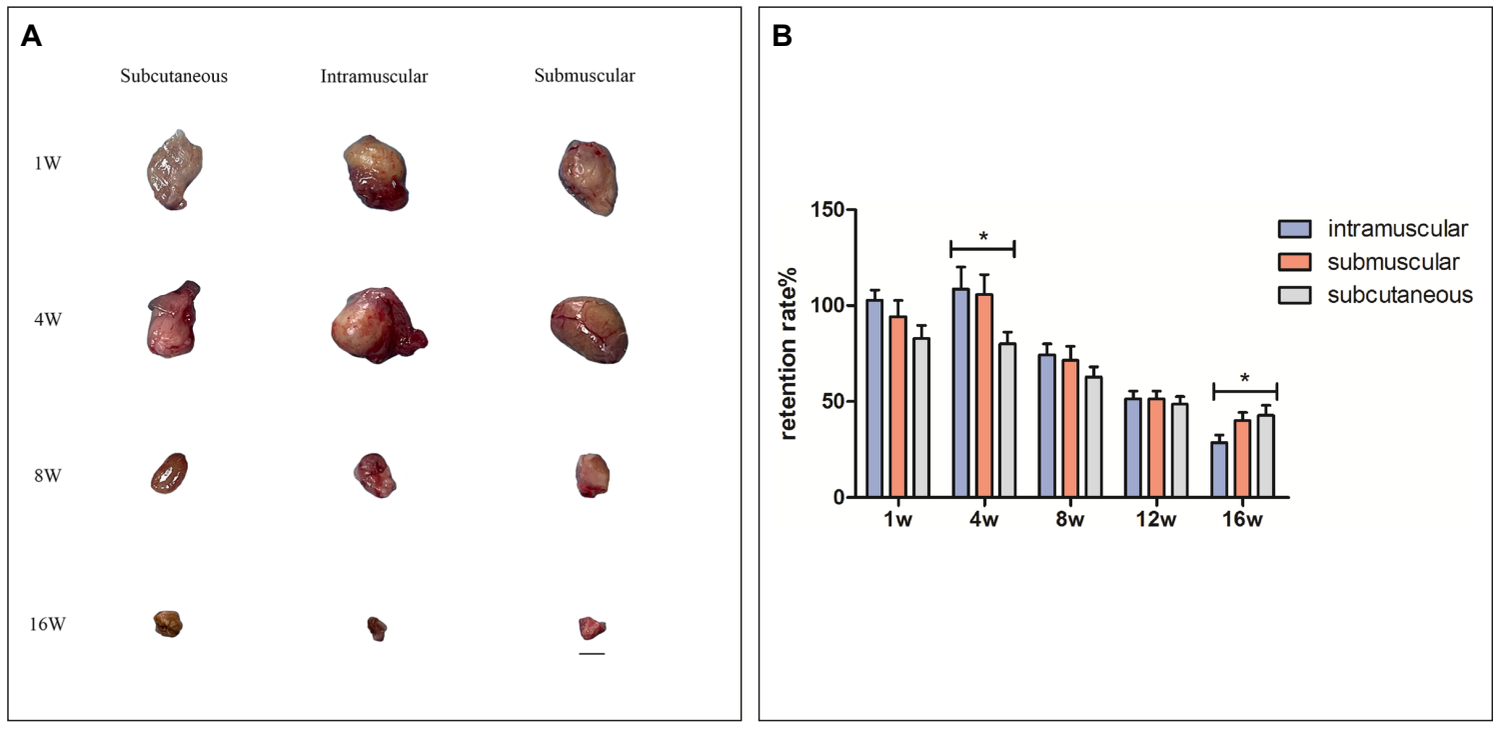 A
Subcutaneous Intramuscular Submuscular
1W
4W
8W
16W
B
retention rate%
150
100
50
0
* *
1w 4w 8w 12w 16w
intramuscular
submuscular
subcutaneous